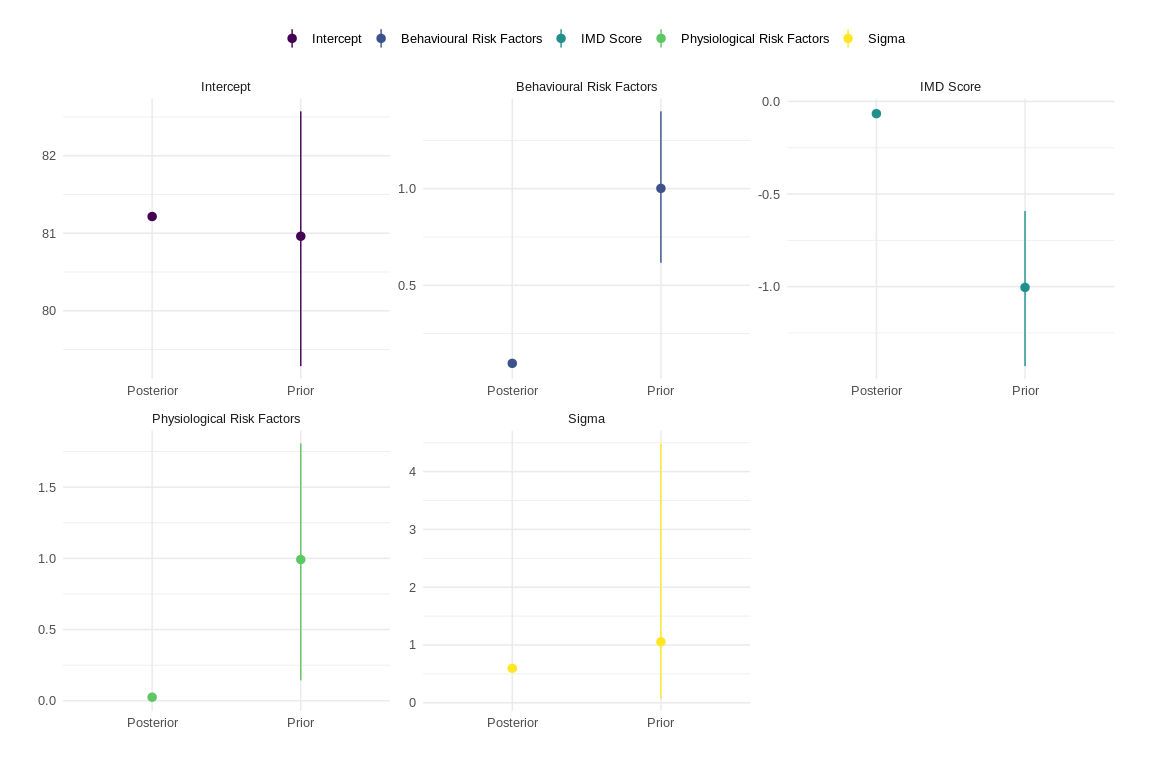 Intercept Behavioural Risk Factors IMD Score Physiological Risk Factors Sigma
Intercept
82
81
80
Posterior Prior
Behavioural Risk Factors
1.0
0.5
Posterior Prior
IMD Score
0.0
-0.5
-1.0
Posterior Prior
Physiological Risk Factors
1.5
1.0
0.5
0.0
Posterior Prior
Sigma
4
3
2
1
0
Posterior Prior